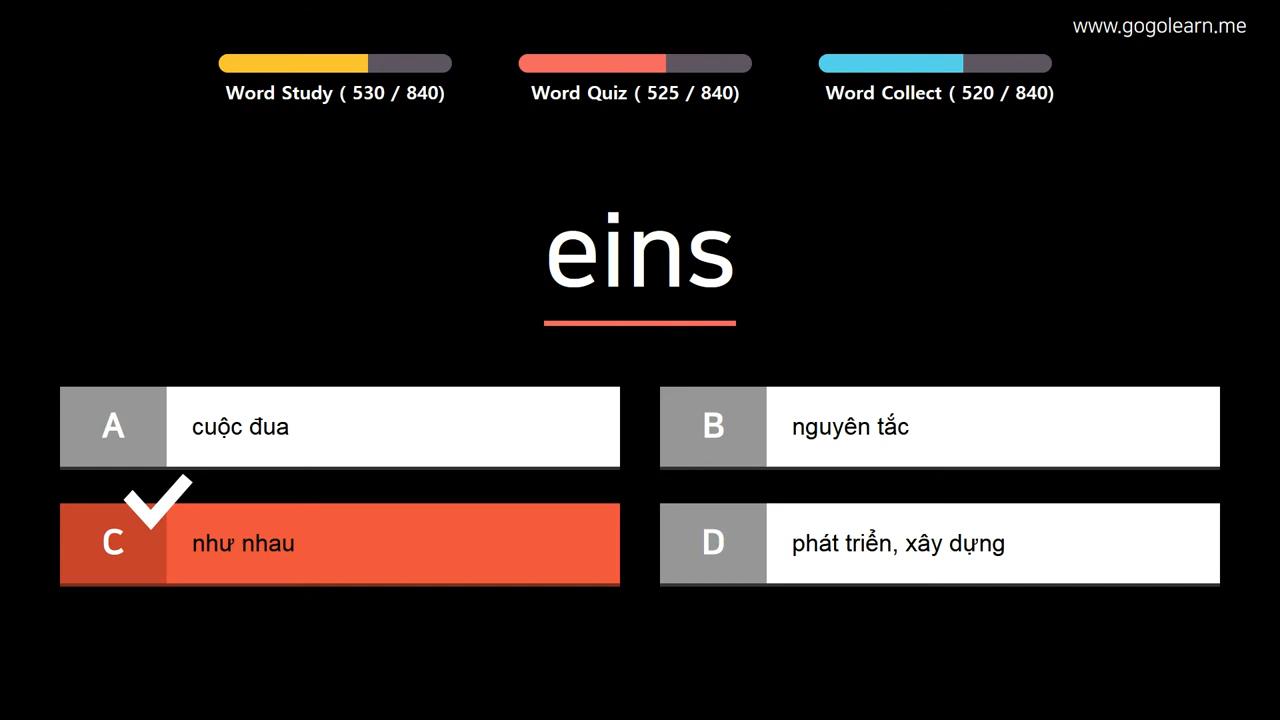 www.gogolearn.me
Word Study ( 530 / 840)
Word Quiz ( 525 / 840)
Word Collect ( 520 / 840)
eins
A cuộc đua
B nguyên tắc
C như nhau
D phát triển, xây dựng